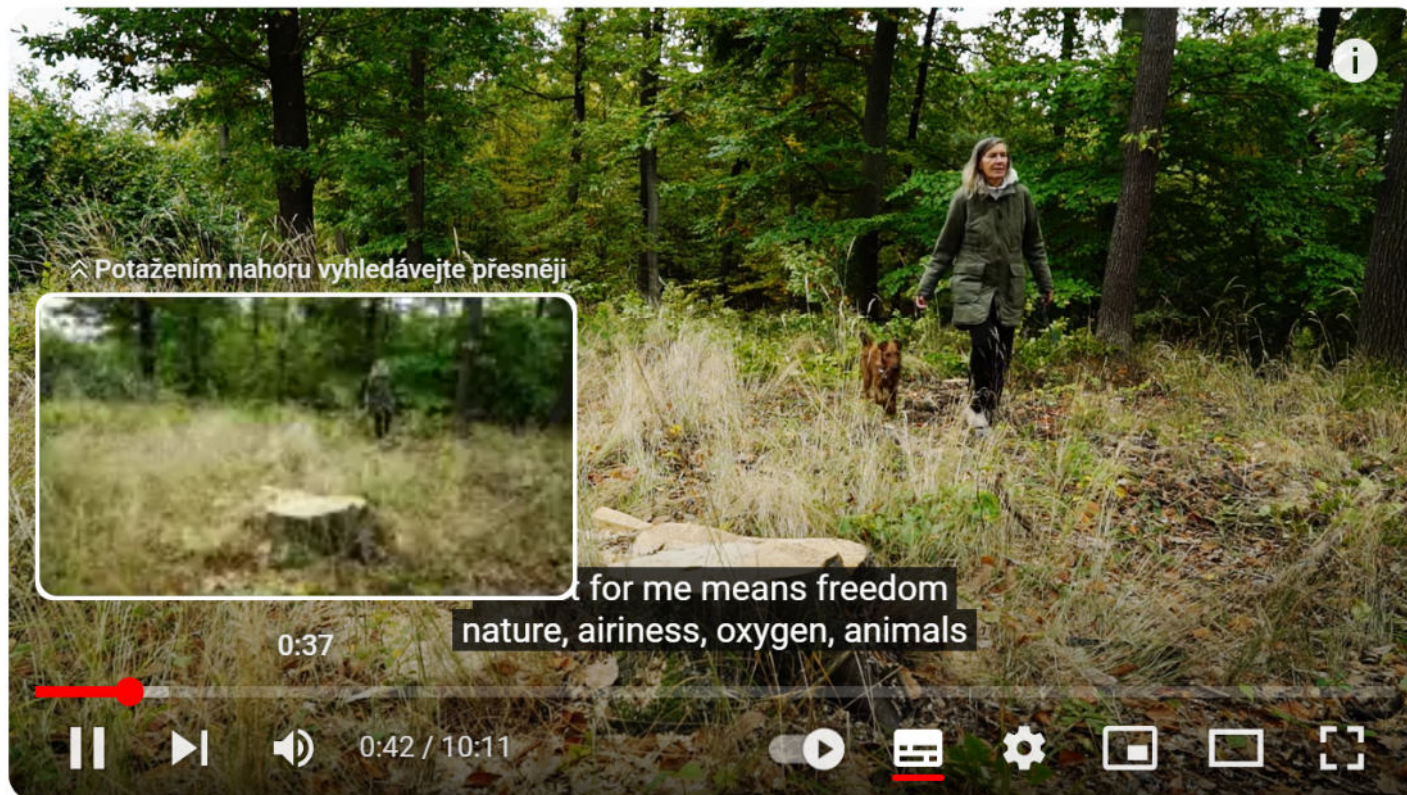 Potažením nahoru vyhledávejte přesněji
for me means freedom
nature, airiness, oxygen, animals
0:37
0:42 / 10:11